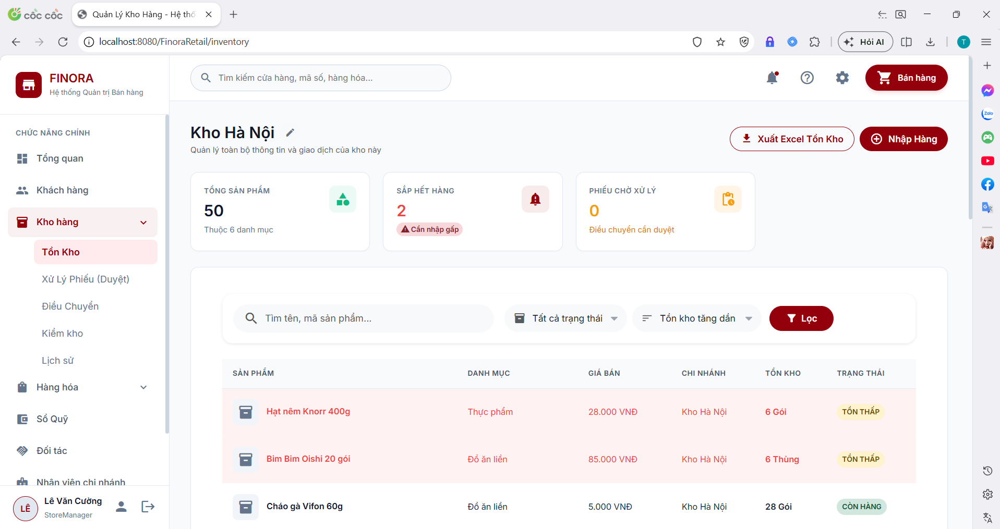 cốc cốc
Quản Lý Kho Hàng - Hệ thố
localhost:8080/FinoraRetail/inventory
Hỏi AI
T
FINORA
Hệ thống Quản trị Bán hàng
Tìm kiếm cửa hàng, mã số, hàng hóa...
Bán hàng
Zalo
CHỨC NĂNG CHÍNH
Tổng quan
Khách hàng
Kho hàng
Tồn Kho
Xử Lý Phiếu (Duyệt)
Điều Chuyển
Kiểm kho
Lịch sử
Hàng hóa
Sổ Quỹ
Đối tác
Nhân viên chi nhánh
LÊ
Lê Văn Cường
StoreManager
Kho Hà Nội
Quản lý toàn bộ thông tin và giao dịch của kho này
Xuất Excel Tồn Kho
Nhập Hàng
TỔNG SẢN PHẨM
50
Thuộc 6 danh mục
SẮP HẾT HÀNG
2
Cần nhập gấp
PHIẾU CHỜ XỬ LÝ
0
Điều chuyển cần duyệt
Tìm tên, mã sản phẩm...
Tất cả trạng thái
Tồn kho tăng dần
Lọc
SẢN PHẨM DANH MỤC GIÁ BÁN CHI NHÁNH TỒN KHO TRẠNG THÁI
Hạt nêm Knorr 400g Thực phẩm 28.000 VNĐ Kho Hà Nội 6 Gói TỒN THẤP
Bim Bim Oishi 20 gói Đồ ăn liền 85.000 VNĐ Kho Hà Nội 6 Thùng TỒN THẤP
Cháo gà Vifon 60g Đồ ăn liền 5.000 VNĐ Kho Hà Nội 28 Gói CÒN HÀNG